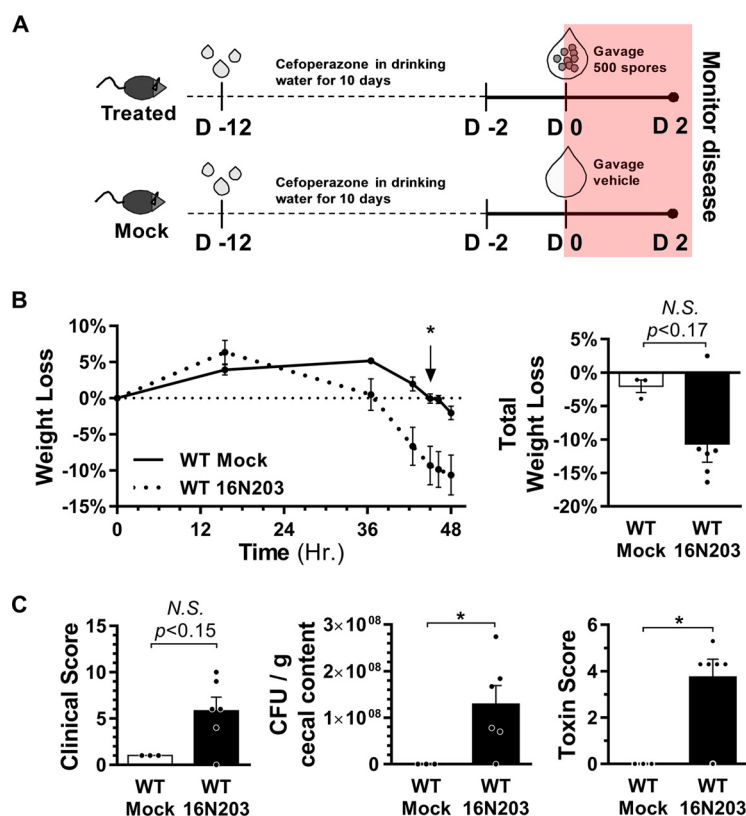 A
Cefoperazone in drinking
water for 10 days
Gavage
500 spores
Treated
D -12
D -2
D 0
D 2
Cefoperazone in drinking
water for 10 days
Gavage
vehicle
Mock
D -12
D -2
D 0
D 2
Monitor disease
B
10%
5%
0%
-5%
-10%
-15%
Weight Loss
*
WT Mock
WT 16N203
0
12
24
36
48
Time (Hr.)
N.S.
p<0.17
5%
0%
-5%
-10%
-15%
-20%
Total
Weight Loss
WT
Mock
WT
16N203
C
N.S.
p<0.15
15
10
5
0
Clinical Score
WT
Mock
WT
16N203
*
3×10⁰⁸
2×10⁰⁸
1×10⁰⁸
0
CFU / g
cecal content
WT
Mock
WT
16N203
*
6
4
2
0
Toxin Score
WT
Mock
WT
16N203